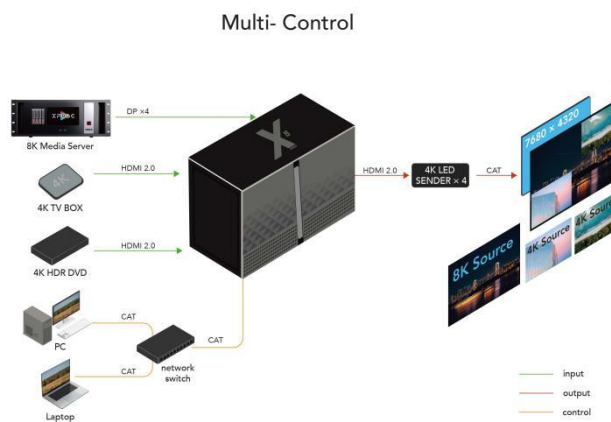 Multi- Control
DP ×4
8K Media Server
HDMI 2.0
4K
4K TV BOX
HDMI 2.0
4K HDR DVD
X
HDMI 2.0
4K LED
SENDER × 4
CAT
7680 × 4320
8K Source
4K Source
4K Source
CAT
PC
CAT
network
switch
CAT
Laptop
input
output
control